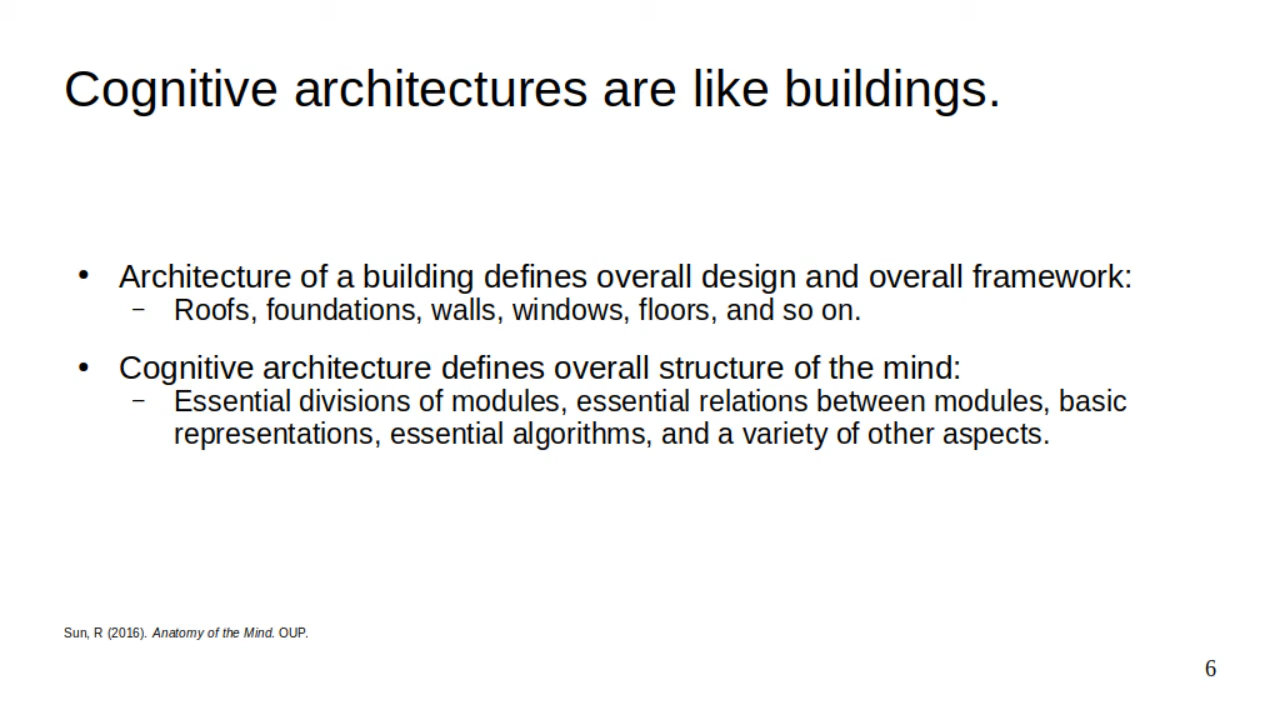 Cognitive architectures are like buildings.
• Architecture of a building defines overall design and overall framework:
– Roofs, foundations, walls, windows, floors, and so on.
• Cognitive architecture defines overall structure of the mind:
– Essential divisions of modules, essential relations between modules, basic
representations, essential algorithms, and a variety of other aspects.
Sun, R (2016). Anatomy of the Mind. OUP.
6